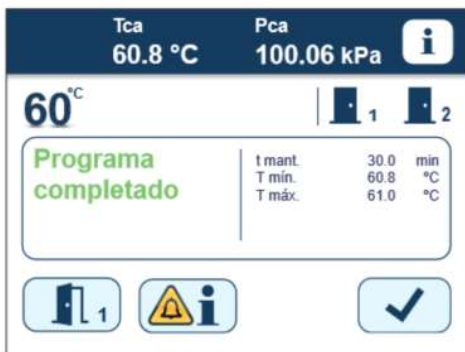 Tca Pca
60.8 °C 100.06 kPa i
60°C 1 2
Programa completado
t mant. 30.0 min
T mín. 60.8 °C
T máx. 61.0 °C
1 i